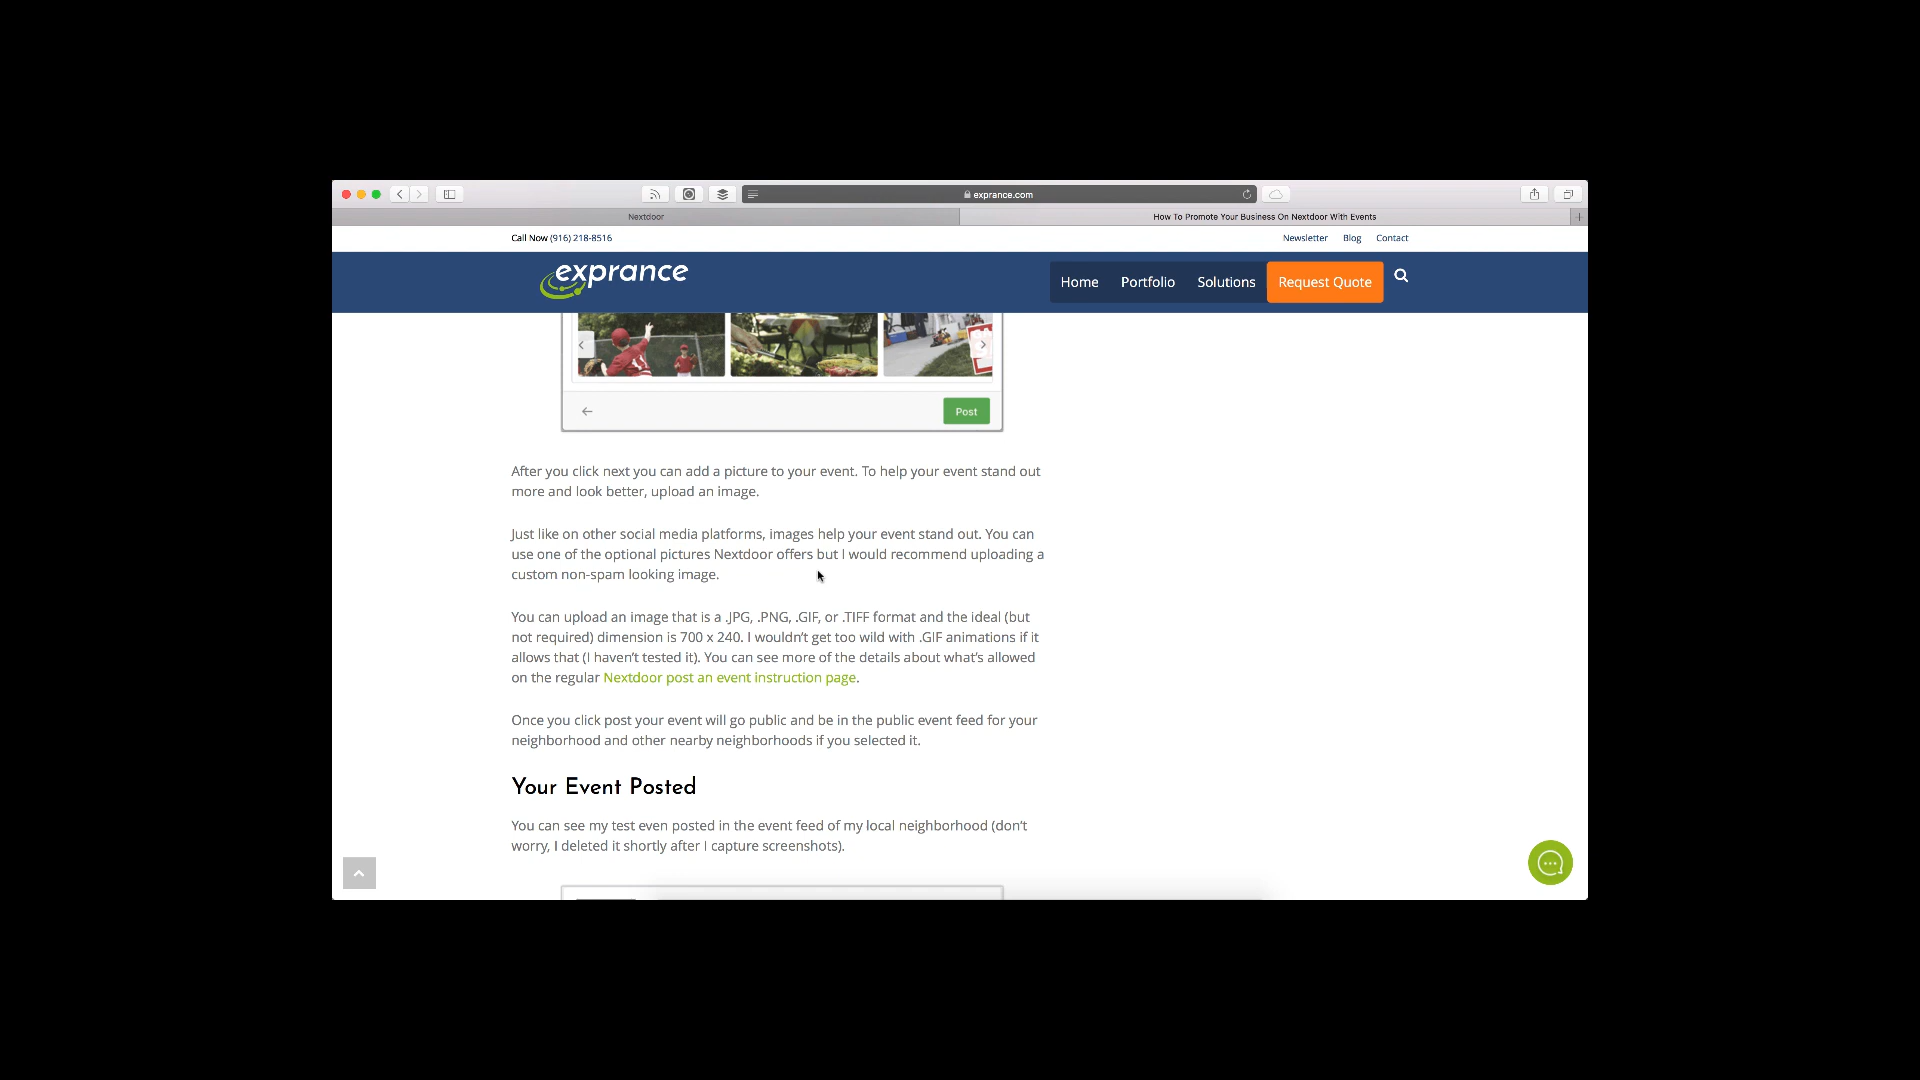 exprance.com
Nextdoor
How To Promote Your Business On Nextdoor With Events
Call Now (916) 218-8516
Newsletter Blog Contact
exprance
Home Portfolio Solutions Request Quote
Post
After you click next you can add a picture to your event. To help your event stand out
more and look better, upload an image.
Just like on other social media platforms, images help your event stand out. You can
use one of the optional pictures Nextdoor offers but I would recommend uploading a
custom non-spam looking image.
You can upload an image that is a .JPG, .PNG, .GIF, or .TIFF format and the ideal (but
not required) dimension is 700 x 240. I wouldn't get too wild with .GIF animations if it
allows that (I haven't tested it). You can see more of the details about what's allowed
on the regular Nextdoor post an event instruction page.
Once you click post your event will go public and be in the public event feed for your
neighborhood and other nearby neighborhoods if you selected it.
Your Event Posted
You can see my test even posted in the event feed of my local neighborhood (don't
worry, I deleted it shortly after I capture screenshots).